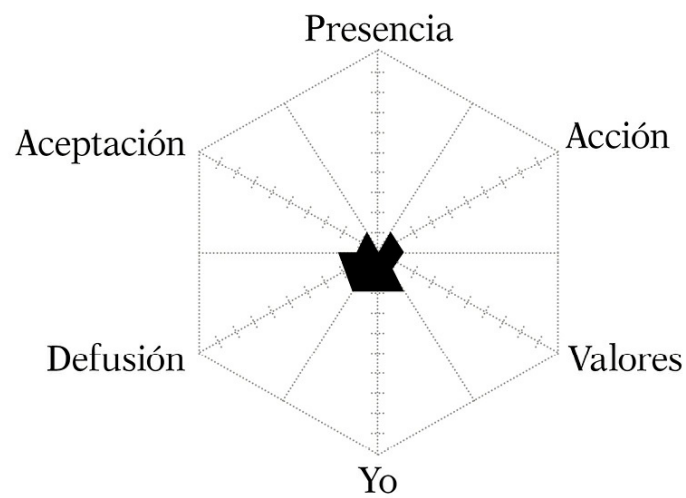 Presencia
Aceptación
Acción
Defusión
Valores
Yo